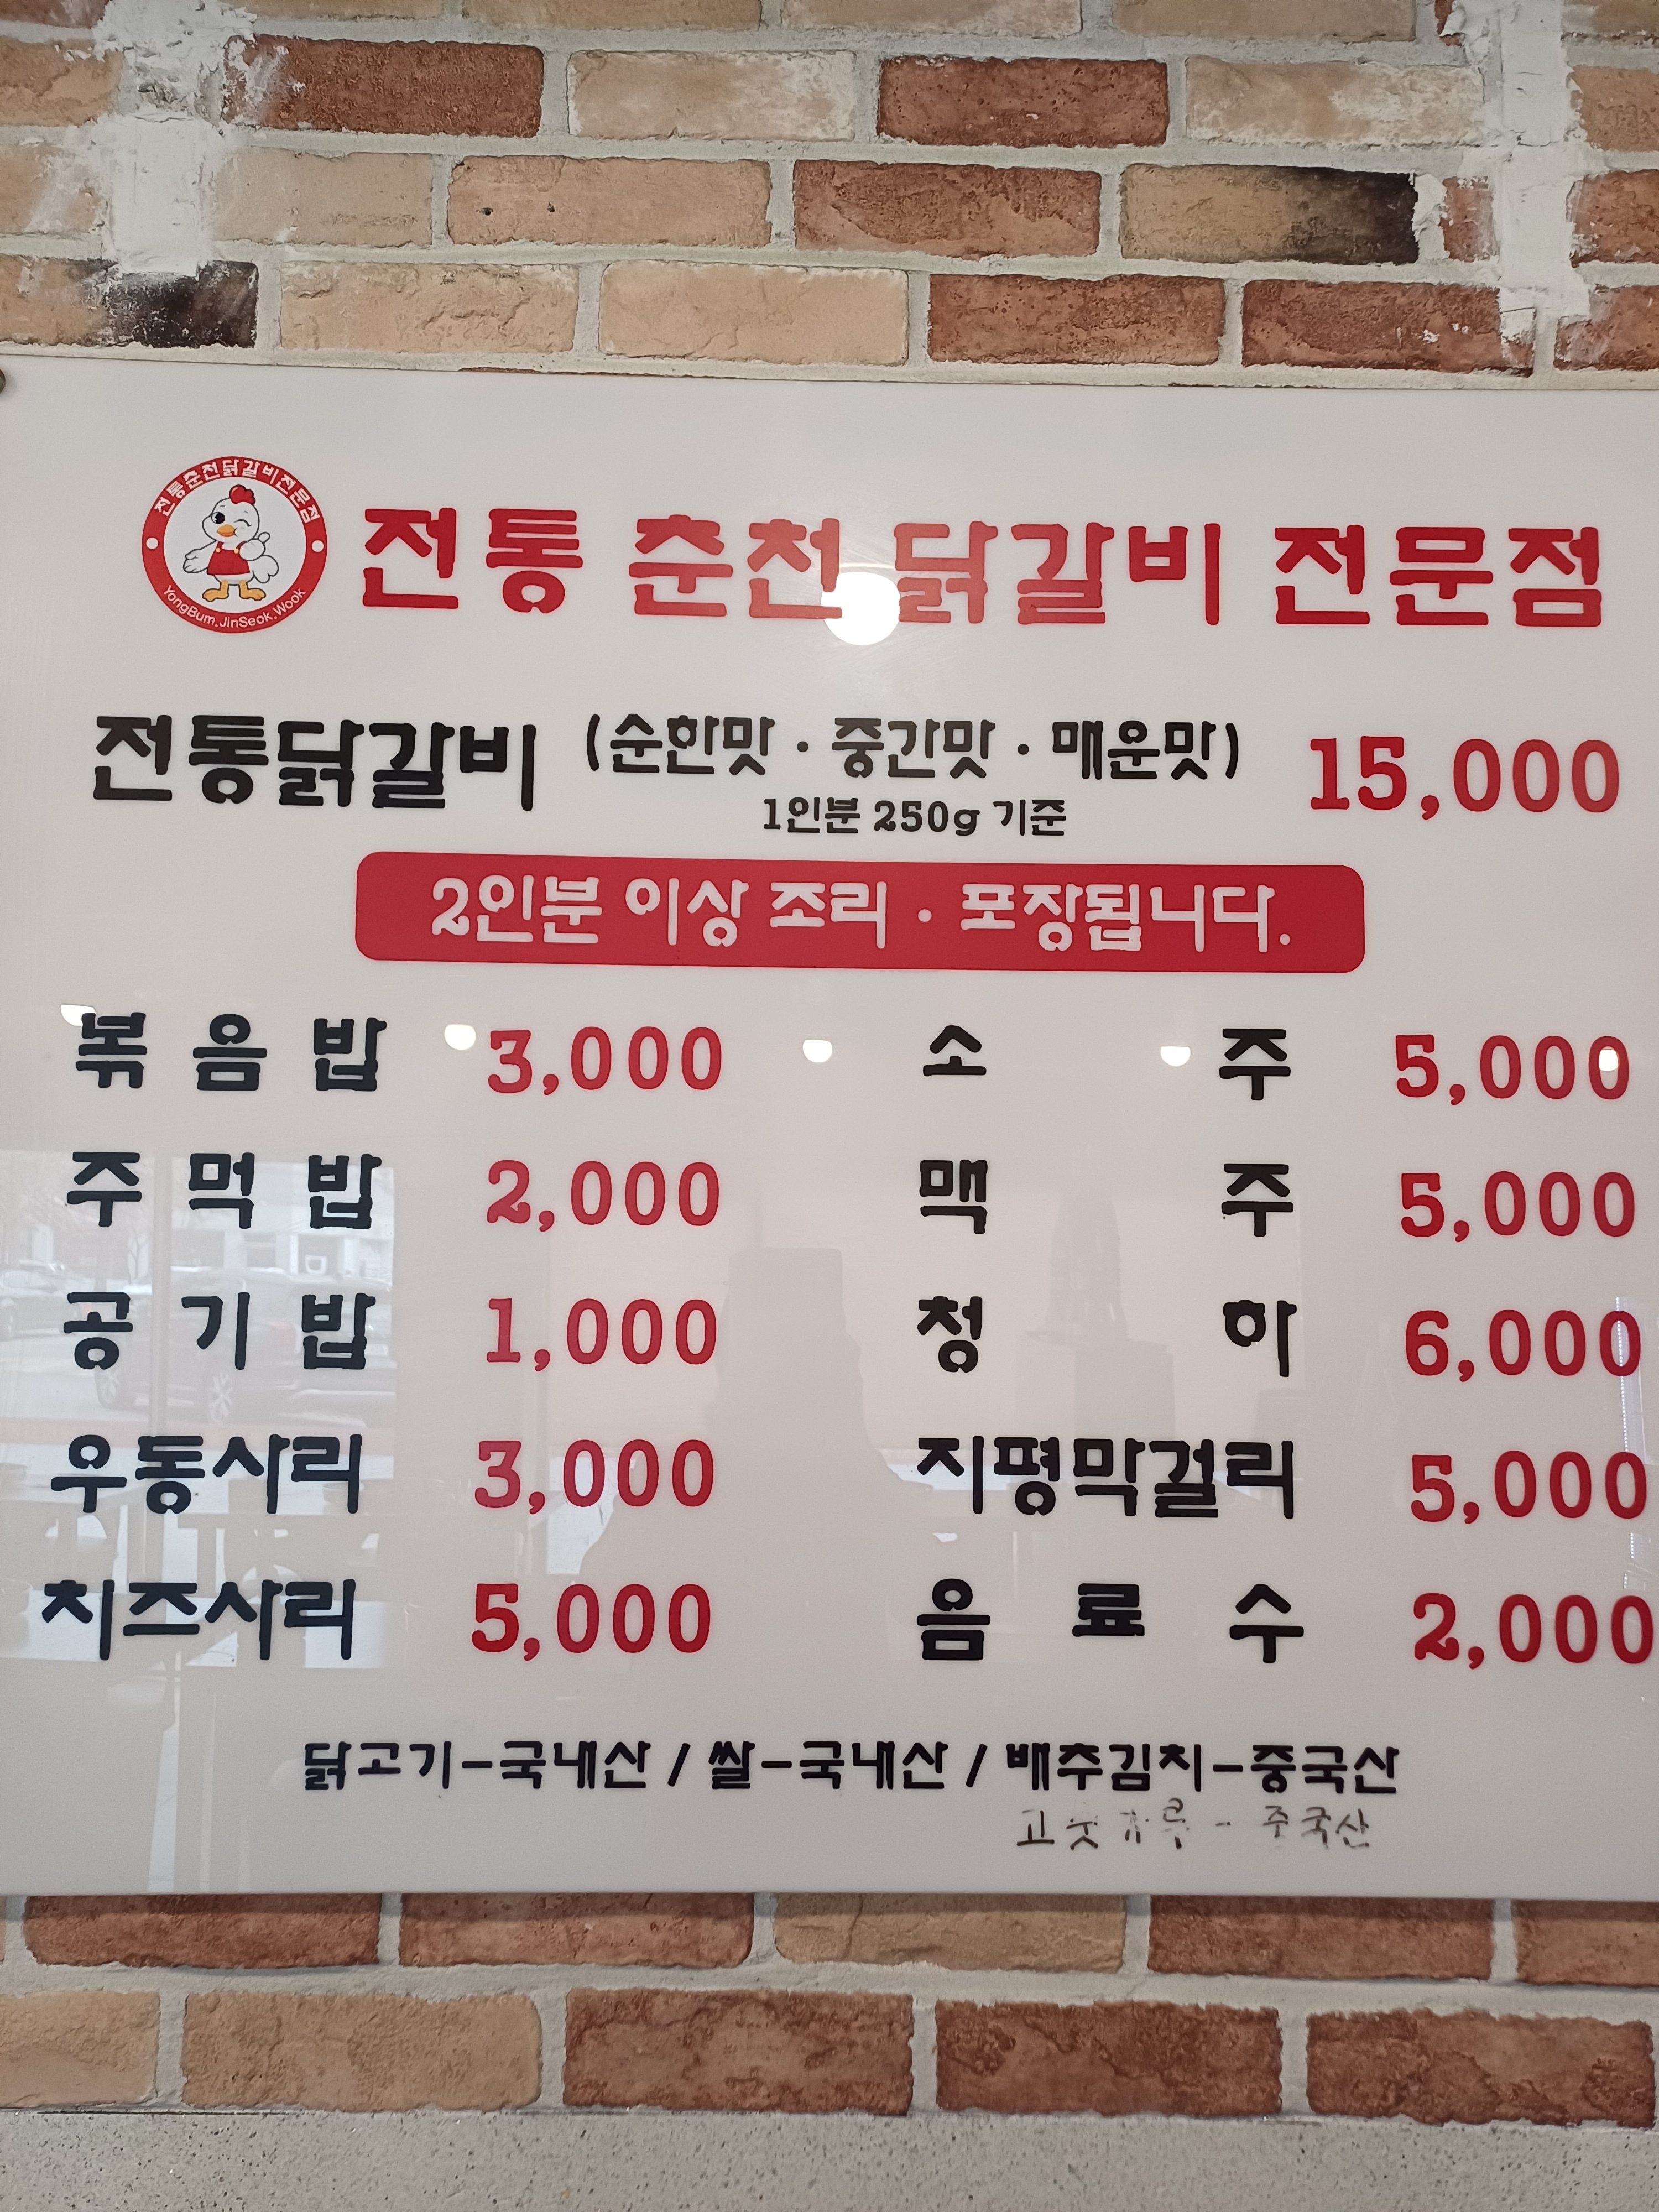 전통춘천닭갈비전문점
YongBum.JinSeok.Wook
전통 춘천 닭갈비 전문점
전통닭갈비 (순한맛 · 중간맛 · 매운맛) 15,000
1인분 250g 기준
2인분 이상 조리 · 포장됩니다.
볶음밥 3,000 소주 5,000
주먹밥 2,000 맥주 5,000
공기밥 1,000 청하 6,000
우동사리 3,000 지평막걸리 5,000
치즈사리 5,000 음료수 2,000
닭고기-국내산 / 쌀-국내산 / 배추김치-중국산
고춧가루 - 중국산